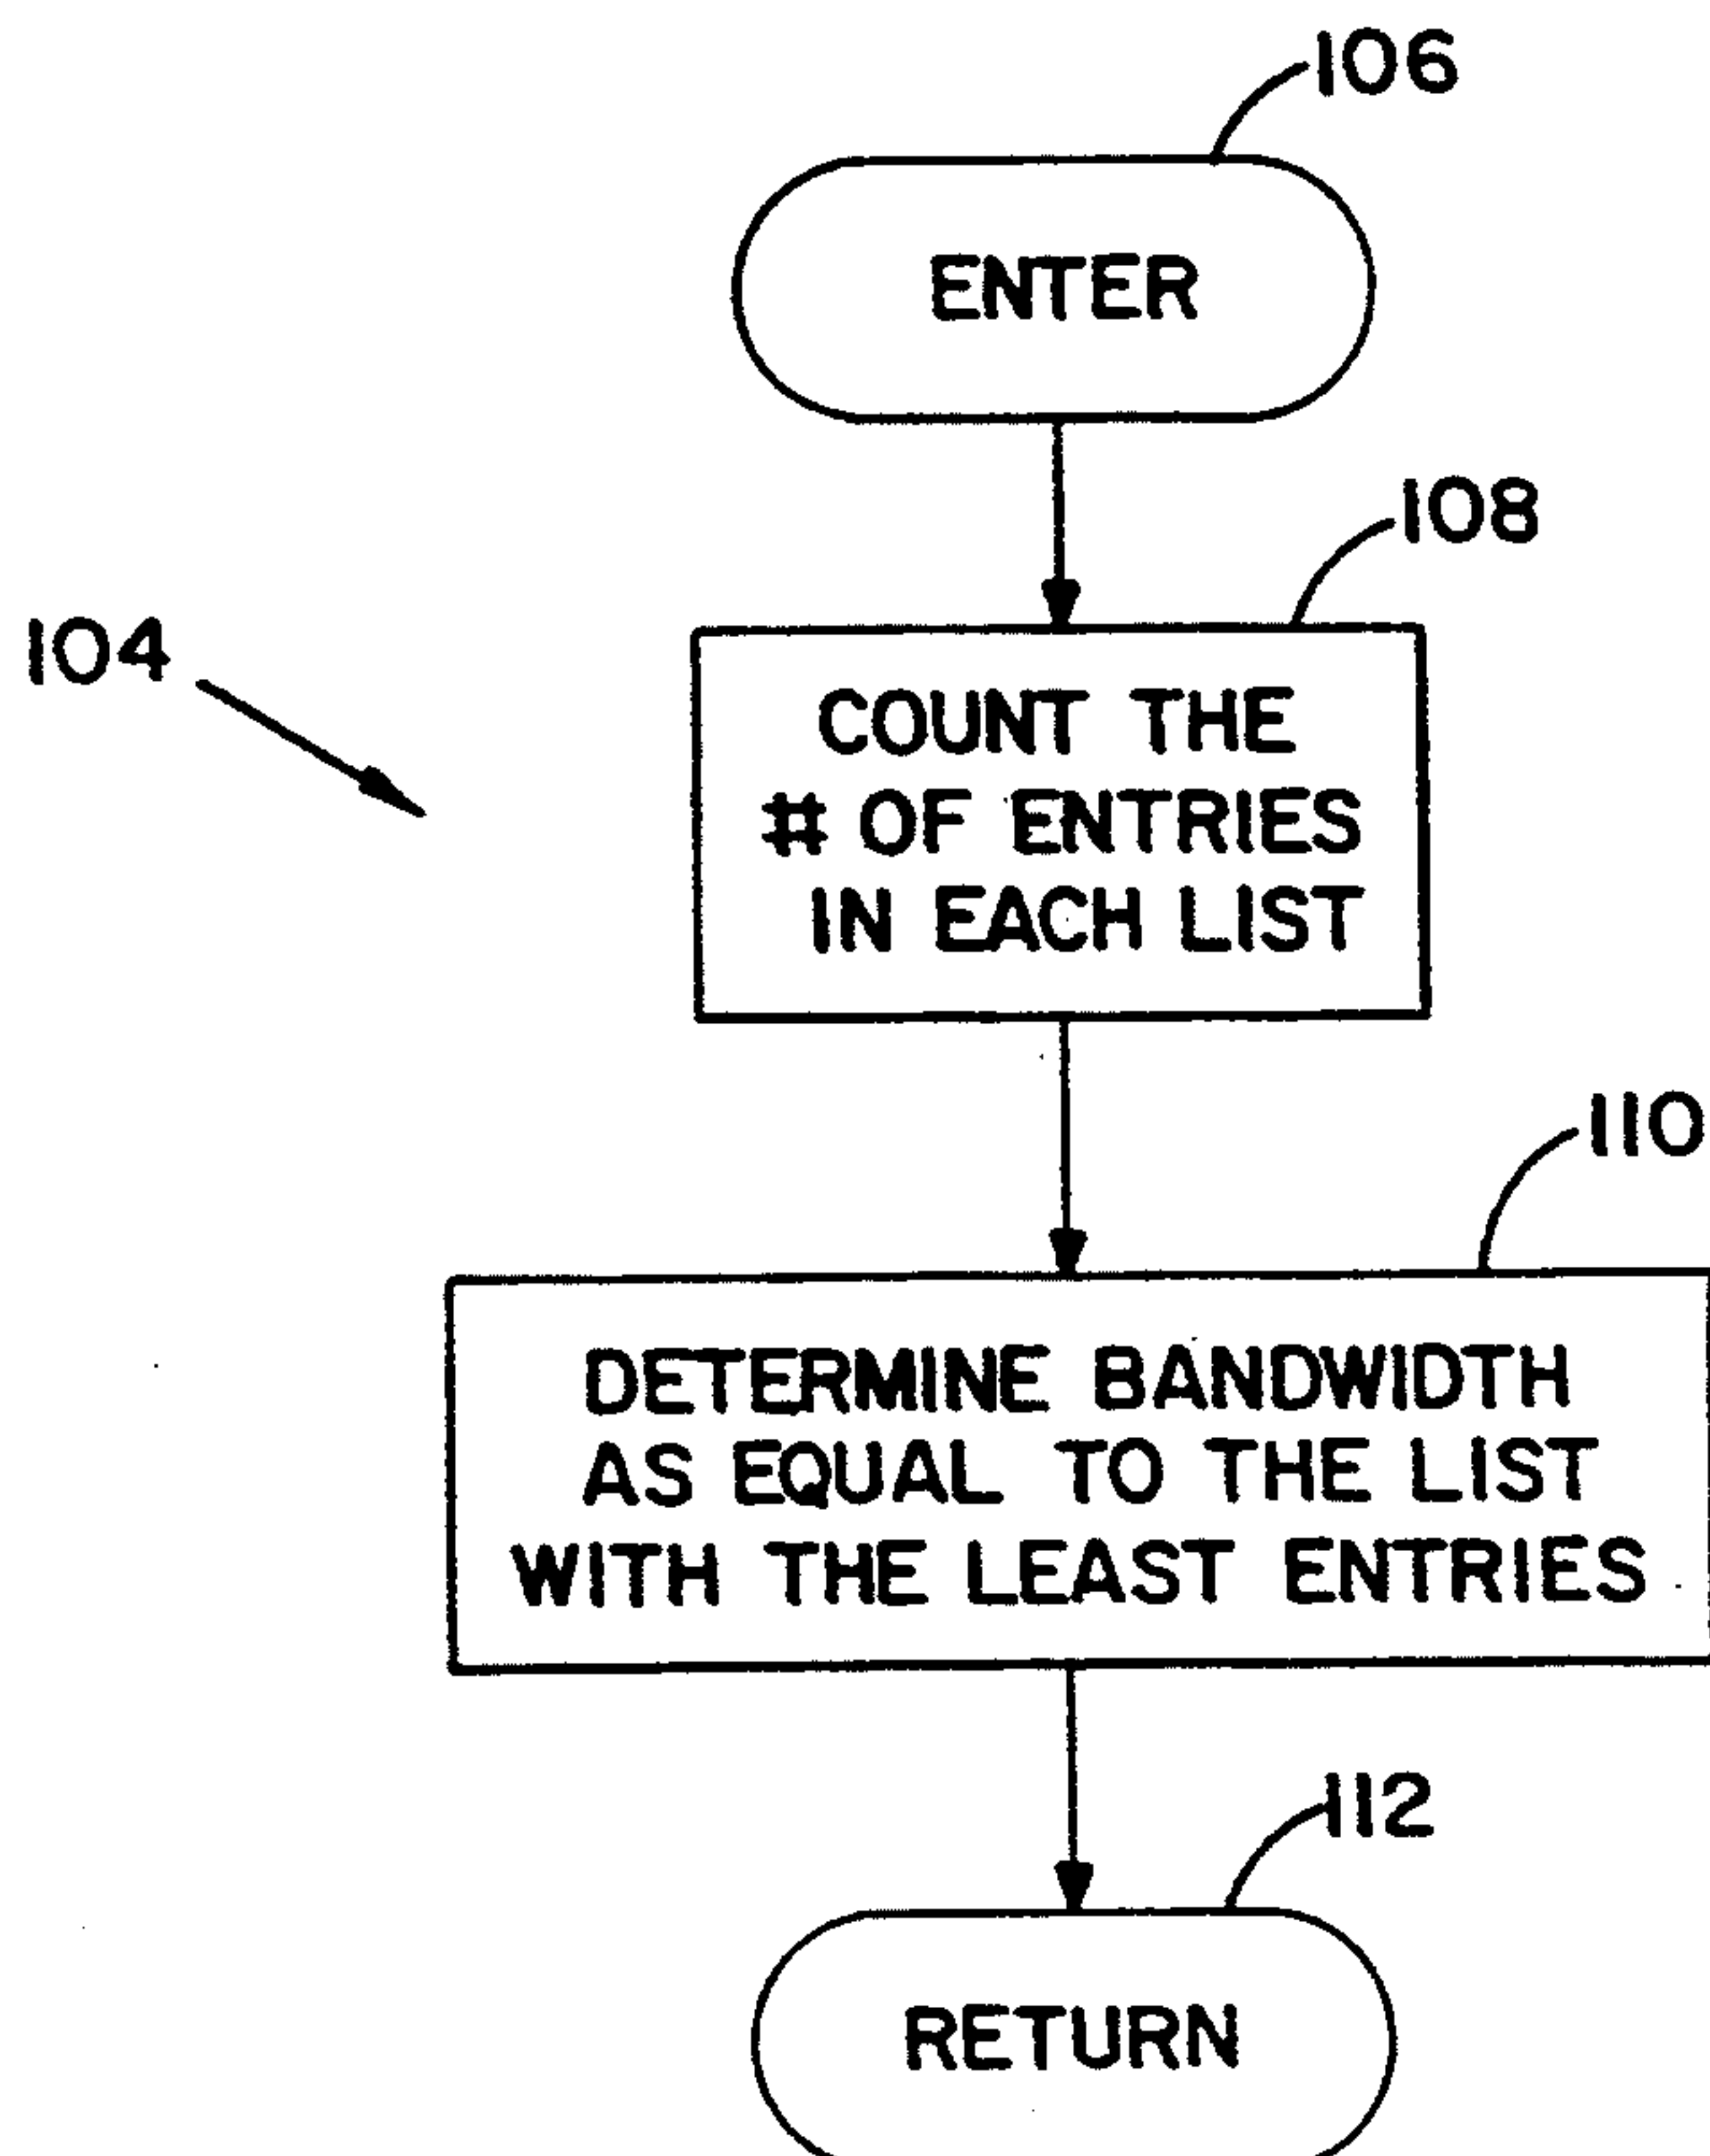 106
ENTER
108
104
COUNT THE
# OF ENTRIES
IN EACH LIST
110
DETERMINE BANDWIDTH
AS EQUAL TO THE LIST
WITH THE LEAST ENTRIES
112
RETURN